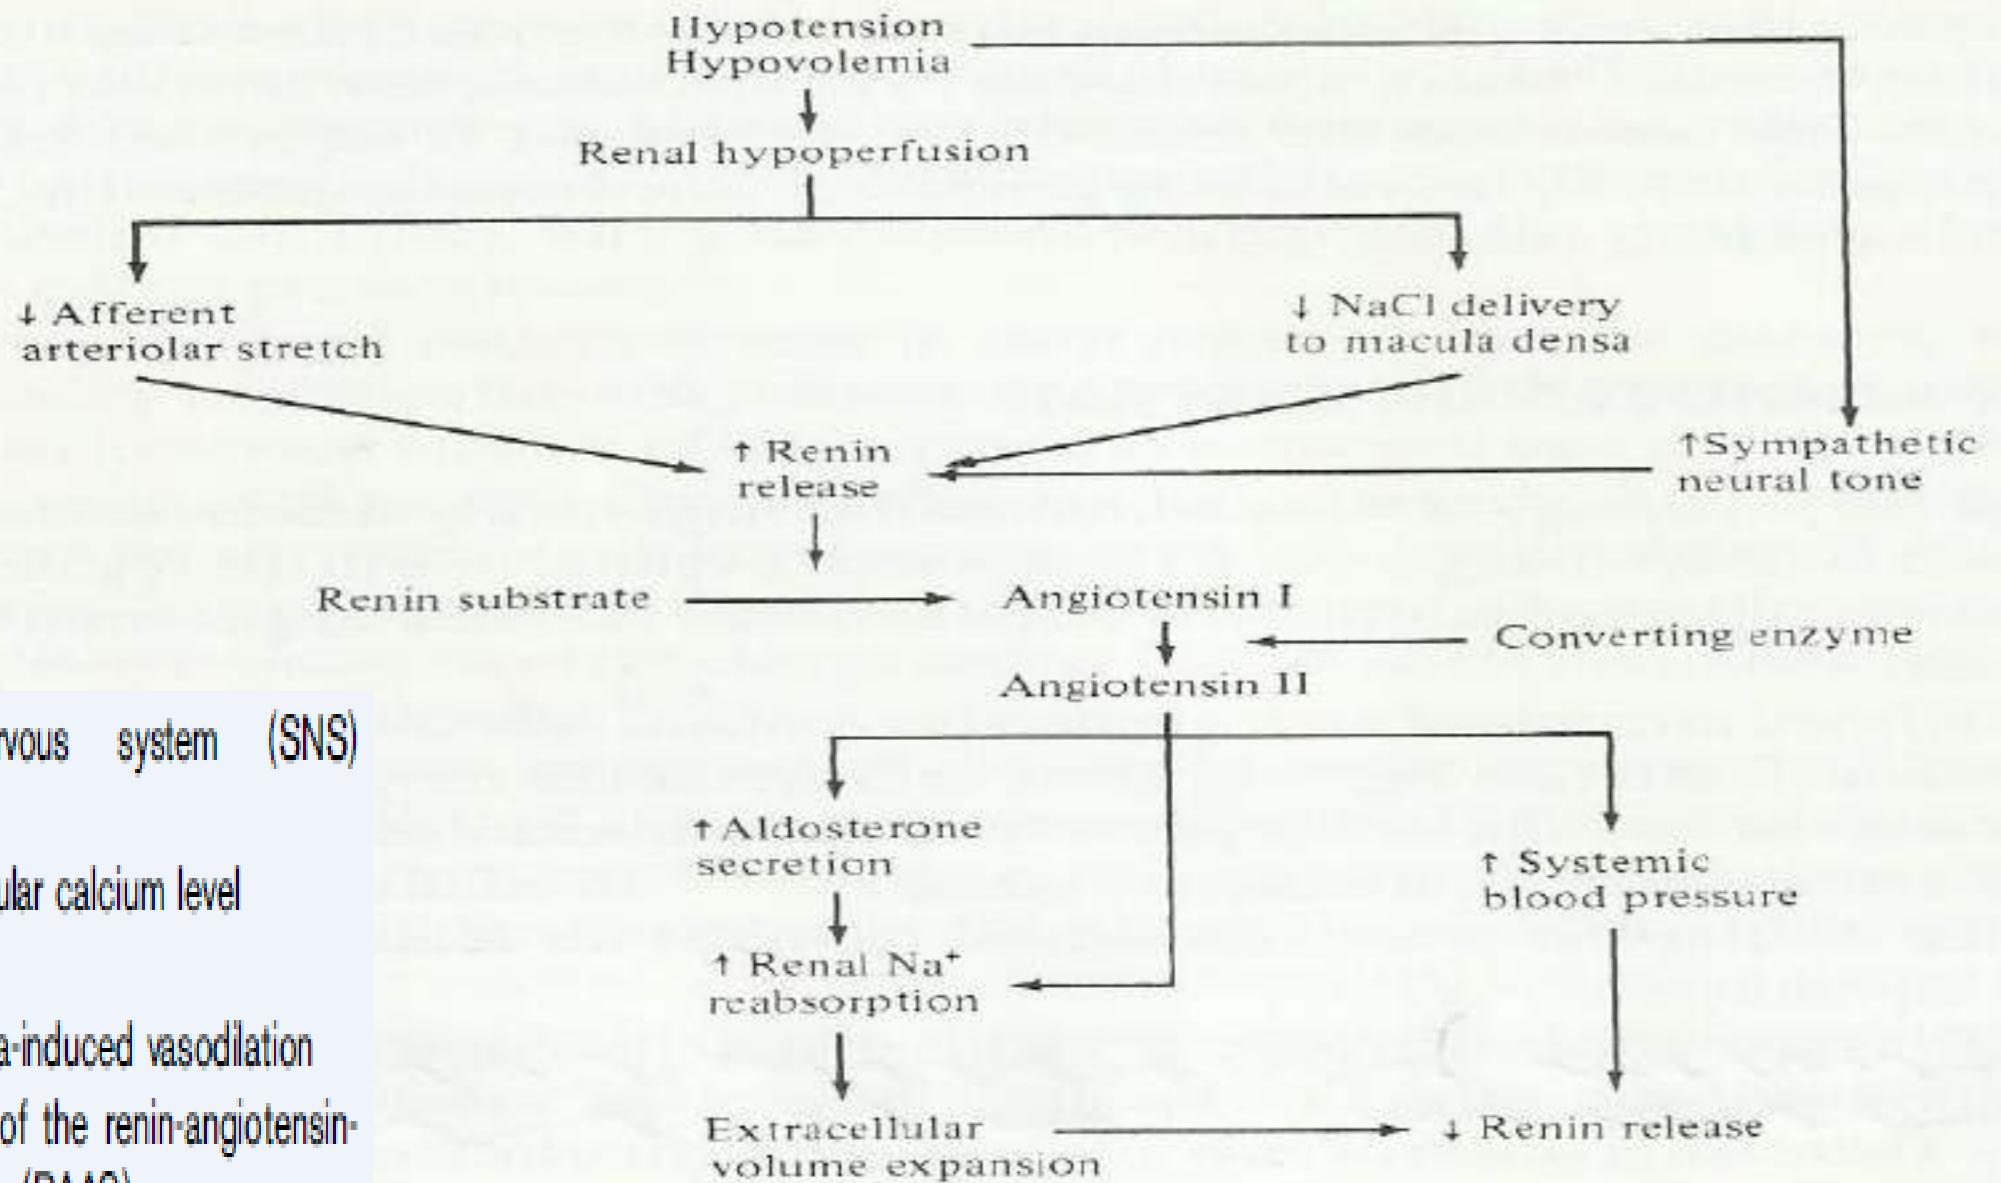 Hypotension
Hypovolemia
Renal hypoperfusion
↓ Afferent
arteriolar stretch
↓ NaCl delivery
to macula densa
↑ Renin
release
↑Sympathetic
neural tone
Renin substrate
Angiotensin I
Converting enzyme
Angiotensin II
↑Aldosterone
secretion
↑ Systemic
blood pressure
↑ Renal Na⁺
reabsorption
Extracellular
volume expansion
↓ Renin release
system (SNS)
calcium level
-induced vasodilation
of the renin-angiotensin-